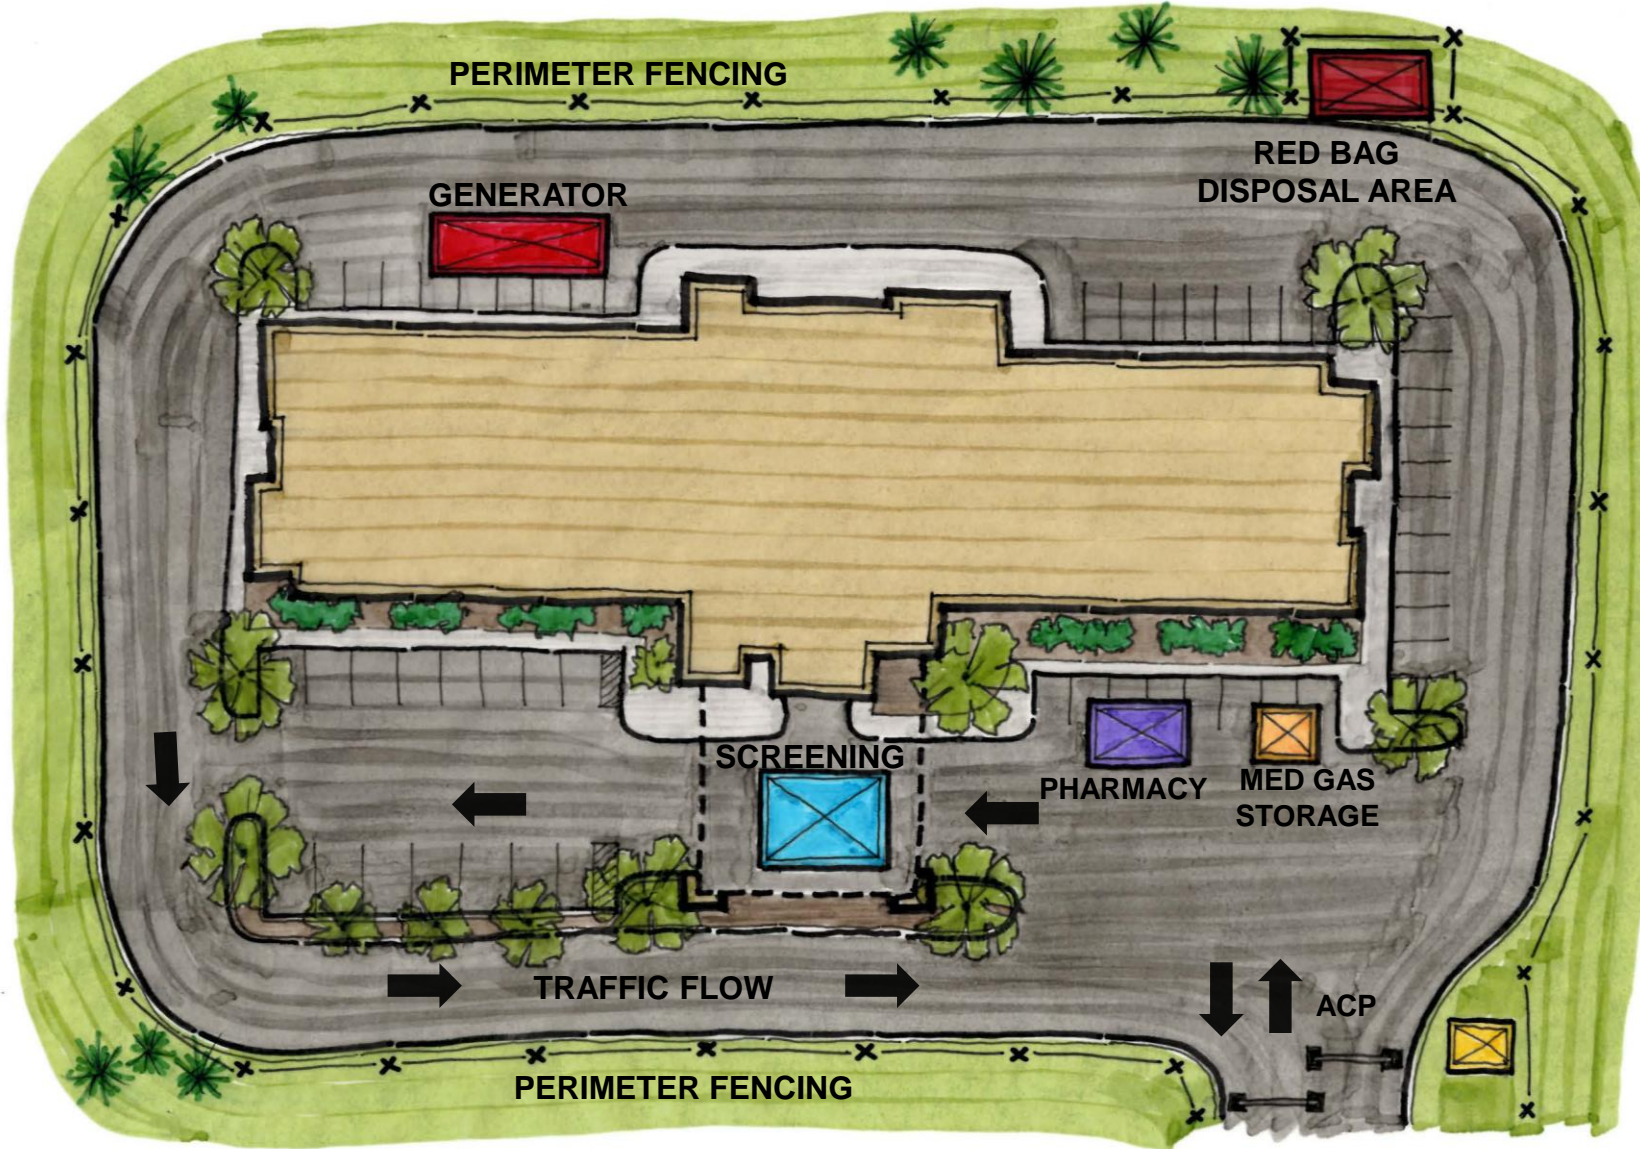 PERIMETER FENCING
RED BAG
DISPOSAL AREA
GENERATOR
SCREENING
PHARMACY
MED GAS
STORAGE
TRAFFIC FLOW
ACP
PERIMETER FENCING